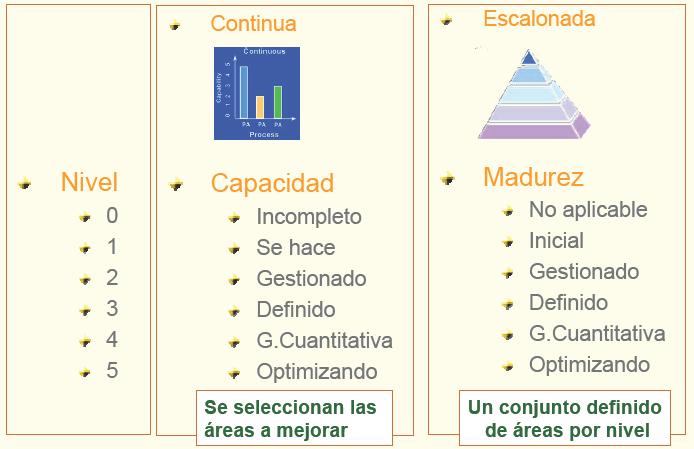 Nivel
0
1
2
3
4
5
Continua
Continuous
Capability
0 1 2 3 4 5
PA PA PA
Process
Capacidad
Incompleto
Se hace
Gestionado
Definido
G.Cuantitativa
Optimizando
Se seleccionan las
áreas a mejorar
Escalonada
Madurez
No aplicable
Inicial
Gestionado
Definido
G.Cuantitativa
Optimizando
Un conjunto definido
de áreas por nivel